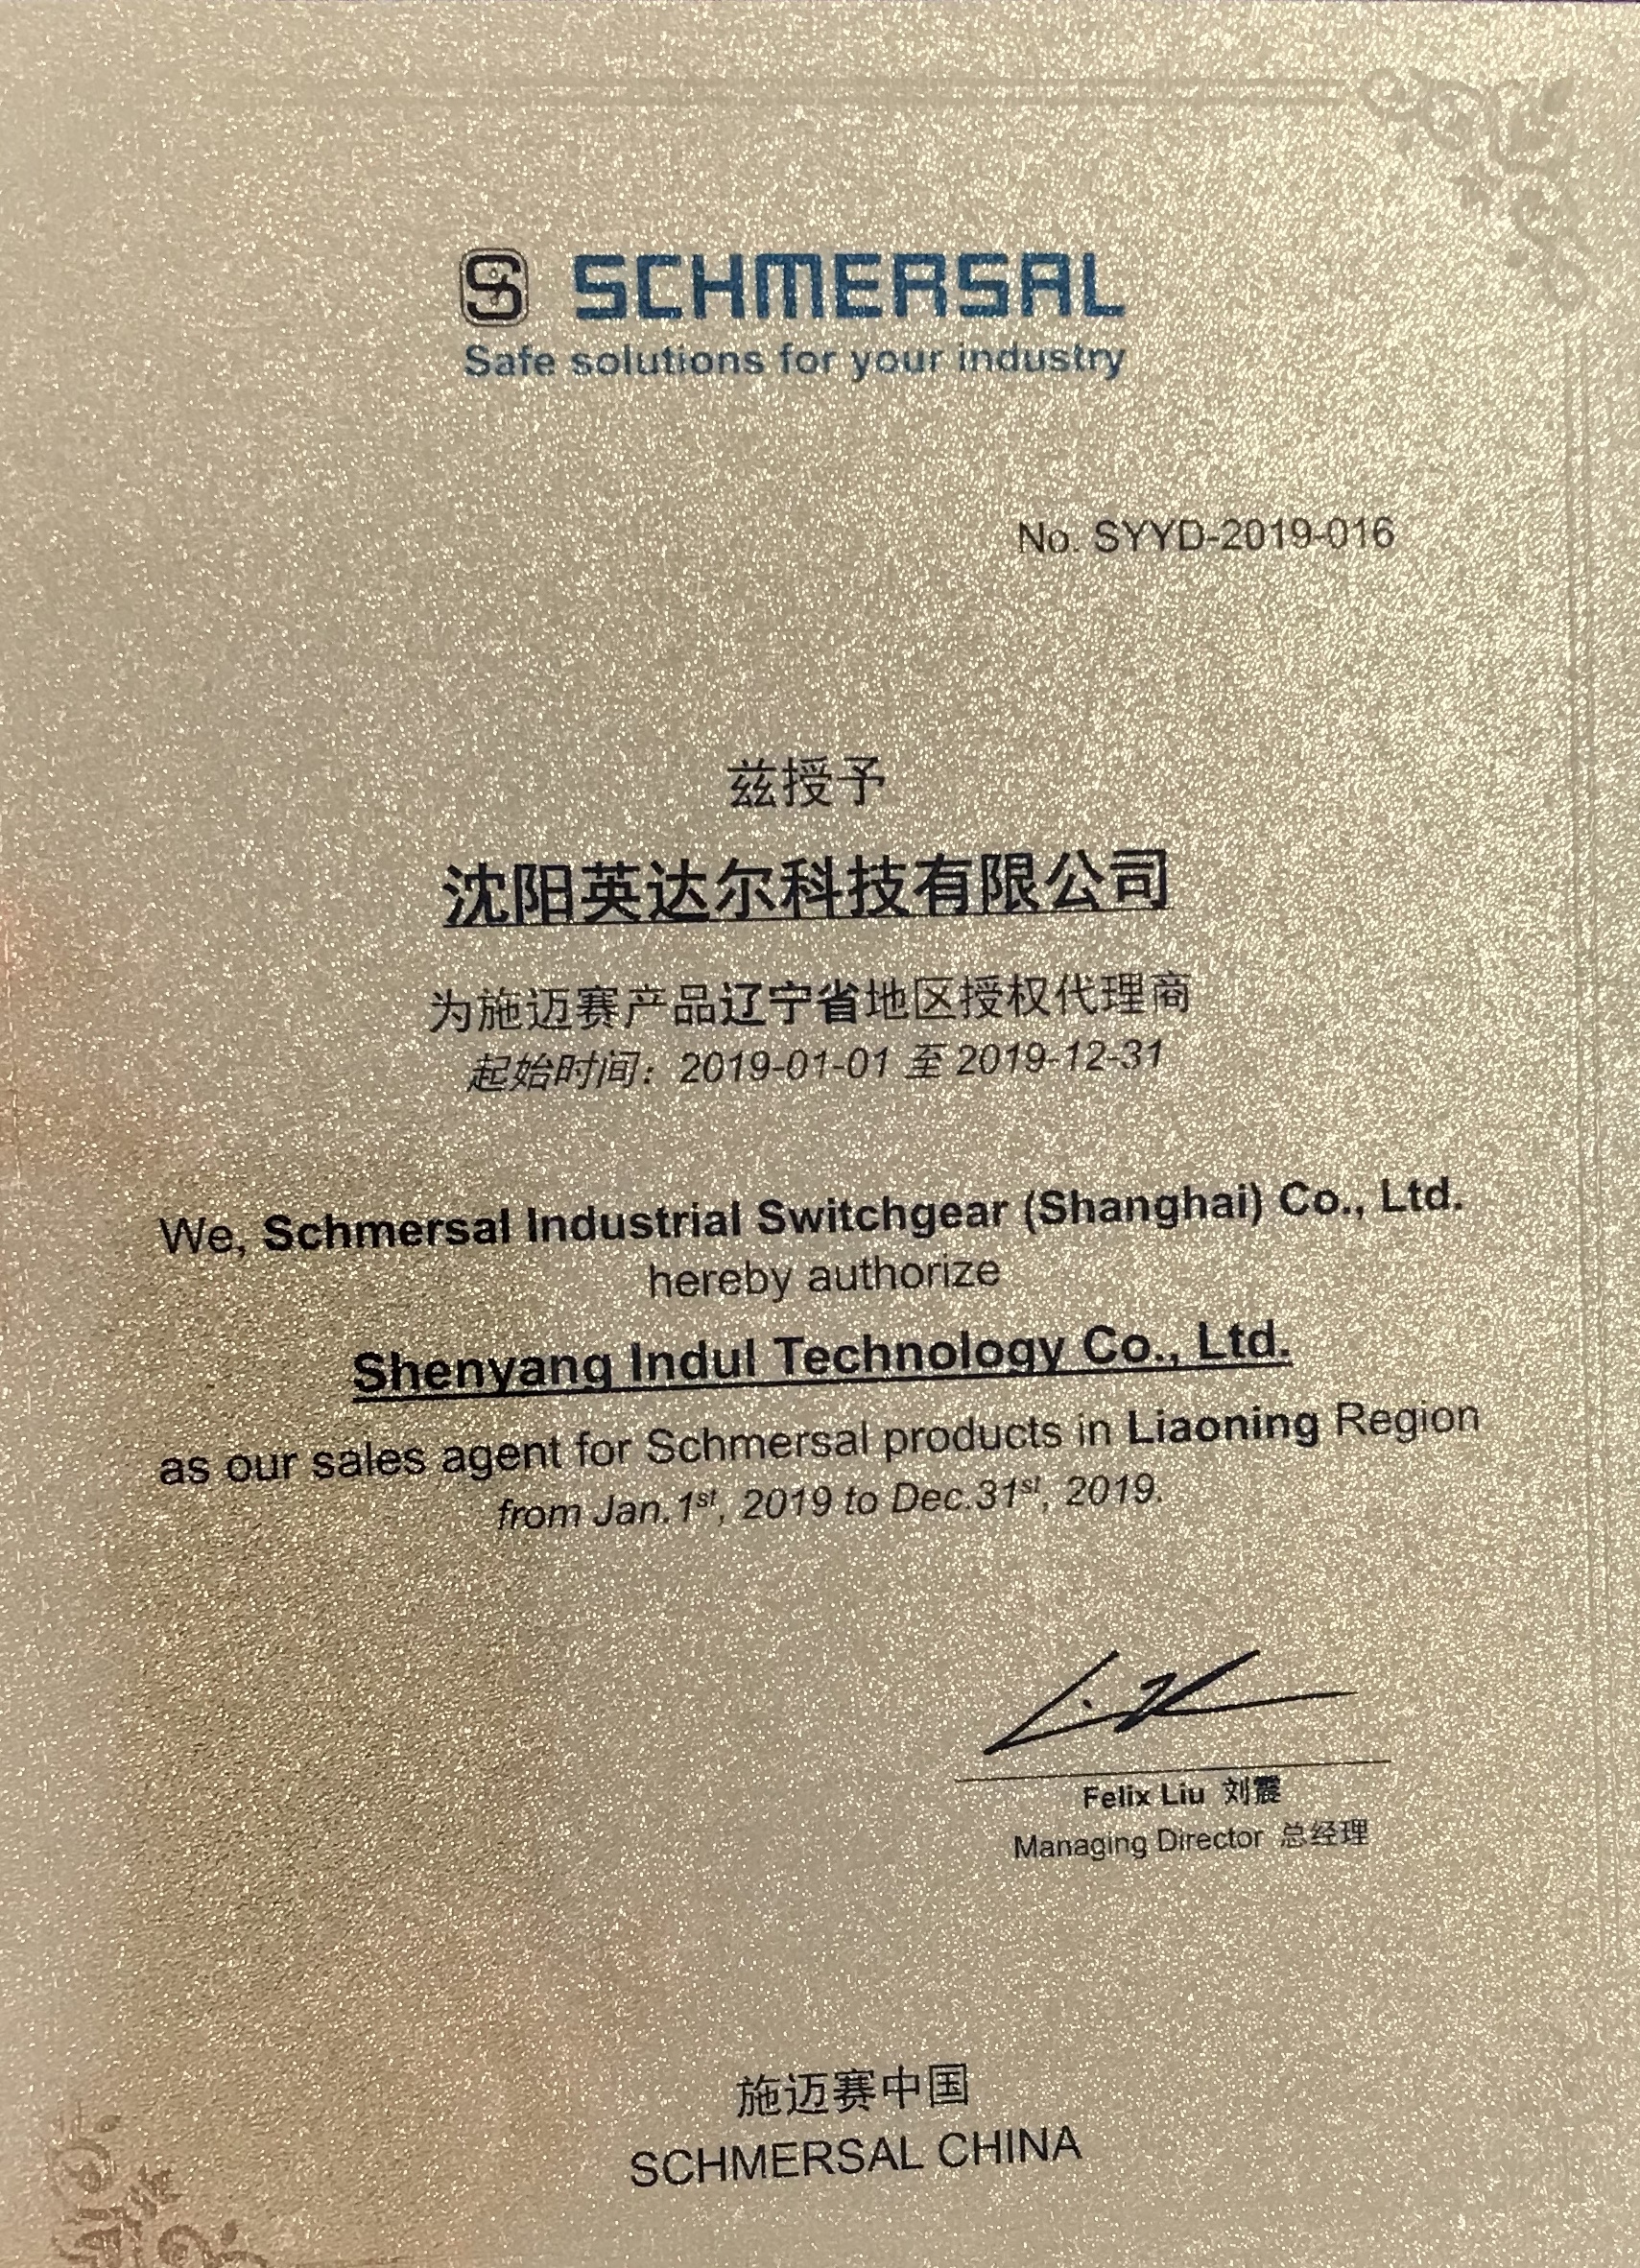 SCHMERSAL
Safe solutions for your industry
No. SYYD-2019-016
兹授予
沈阳英达尔科技有限公司
为施迈赛产品辽宁省地区授权代理商
起始时间：2019-01-01 至 2019-12-31
We, Schmersal Industrial Switchgear (Shanghai) Co., Ltd.
hereby authorize
Shenyang Indul Technology Co., Ltd.
as our sales agent for Schmersal products in Liaoning Region
from Jan.1st, 2019 to Dec.31st, 2019.
Felix Liu 刘震
Managing Director 总经理
施迈赛中国
SCHMERSAL CHINA